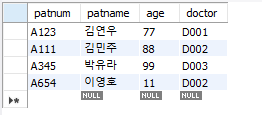 patnum patname age doctor
A123 김연우 77 D001
A111 김민주 88 D002
A345 박유라 99 D003
A654 이영호 11 D002
NULL NULL NULL NULL